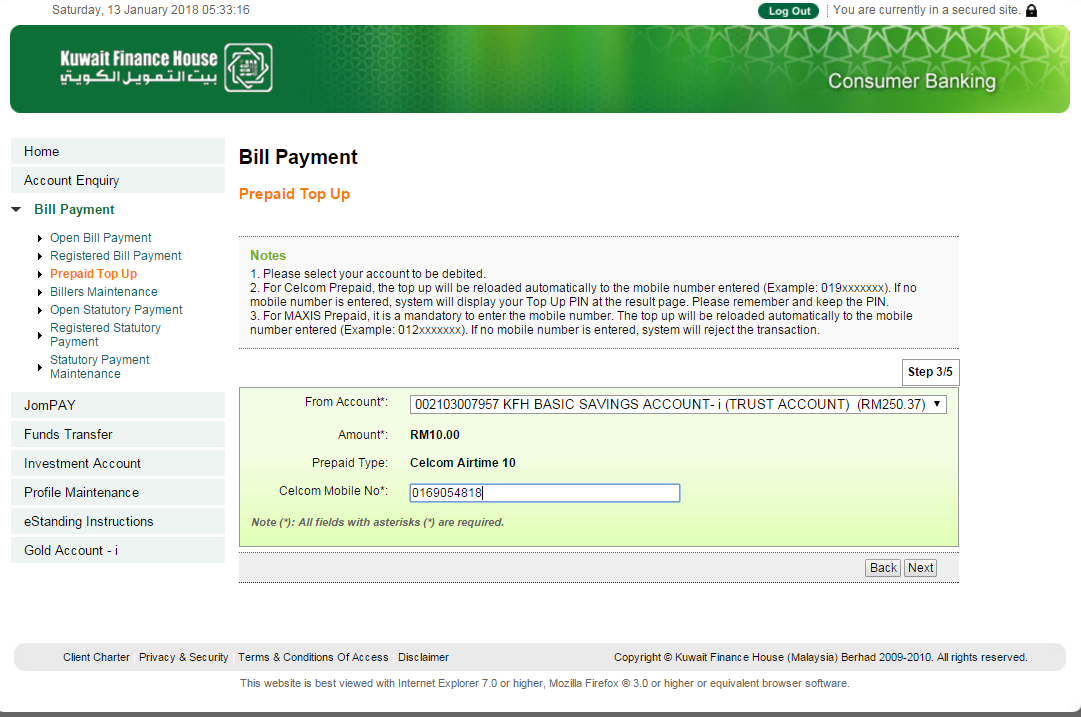 Saturday, 13 January 2018 05:33:16
Log Out
You are currently in a secured site.
Kuwait Finance House
بيت التمويل الكويتي
Consumer Banking
Home
Account Enquiry
Bill Payment
Open Bill Payment
Registered Bill Payment
Prepaid Top Up
Billers Maintenance
Open Statutory Payment
Registered Statutory
Payment
Statutory Payment
Maintenance
JomPAY
Funds Transfer
Investment Account
Profile Maintenance
eStanding Instructions
Gold Account - i
Bill Payment
Prepaid Top Up
Notes
1. Please select your account to be debited.
2. For Celcom Prepaid, the top up will be reloaded automatically to the mobile number entered (Example: 019xxxxxxx). If no
mobile number is entered, system will display your Top Up PIN at the result page. Please remember and keep the PIN.
3. For MAXIS Prepaid, it is a mandatory to enter the mobile number. The top up will be reloaded automatically to the mobile
number entered (Example: 012xxxxxxx). If no mobile number is entered, system will reject the transaction.
Step 3/5
From Account*: 002103007957 KFH BASIC SAVINGS ACCOUNT- i (TRUST ACCOUNT) (RM250.37)
Amount*: RM10.00
Prepaid Type: Celcom Airtime 10
Celcom Mobile No*: 0169054818
Note (*): All fields with asterisks (*) are required.
Back Next
Client Charter Privacy & Security Terms & Conditions Of Access Disclaimer Copyright © Kuwait Finance House (Malaysia) Berhad 2009-2010. All rights reserved.
This website is best viewed with Internet Explorer 7.0 or higher, Mozilla Firefox ® 3.0 or higher or equivalent browser software.